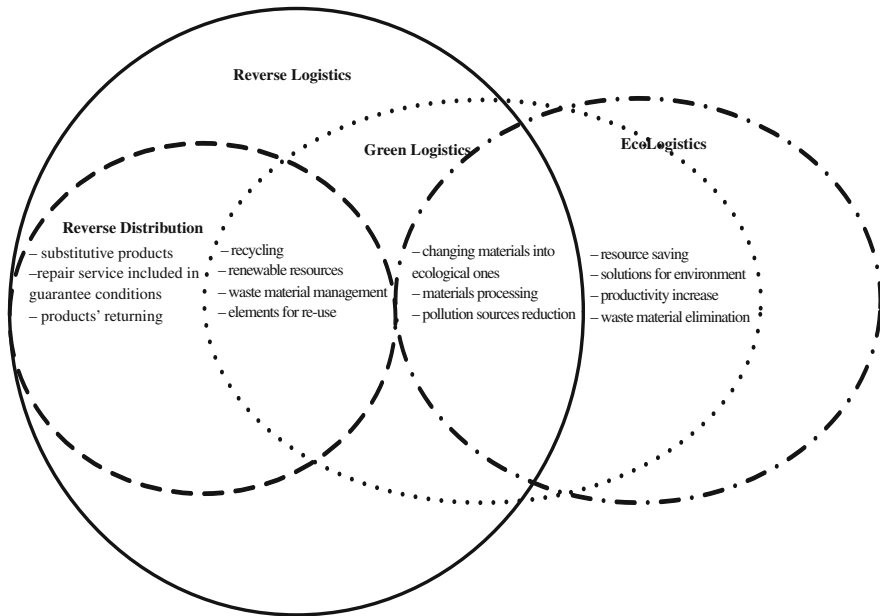 Reverse Logistics
Green Logistics
EcoLogistics
Reverse Distribution
– substitutive products
–repair service included in
guarantee conditions
– products’ returning
– recycling
– renewable resources
– waste material management
– elements for re-use
– changing materials into
ecological ones
– materials processing
– pollution sources reduction
– resource saving
– solutions for environment
– productivity increase
– waste material elimination